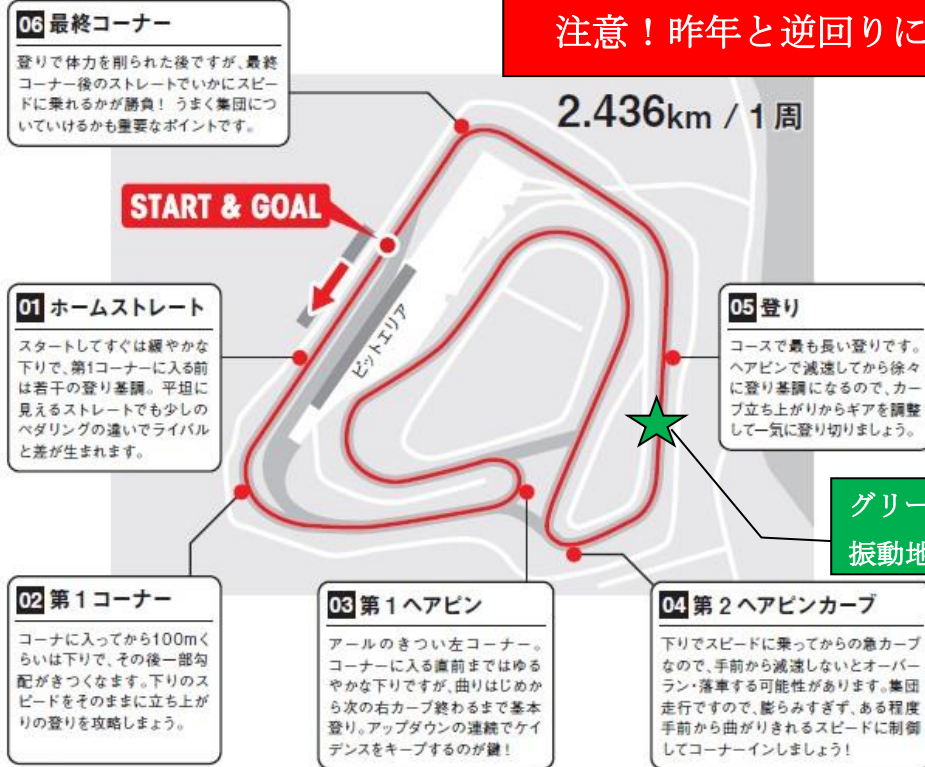 注意！昨年と逆回りに
2.436km / 1周
06 最終コーナー
登りで体力を削られた後ですが、最終
コーナー後のストレートでいかにスピー
ドに乗れるかが勝負！ うまく集団につ
いていけるかも重要なポイントです。
START & GOAL
01 ホームストレート
スタートしてすぐは緩やかな
下りで、第1コーナーに入る前
は若干の登り基調。平坦に
見えるストレートでも少しの
ペダリングの違いでライバル
と差が生まれます。
ピットエリア
05 登り
コースで最も長い登りです。
ヘアピンで減速してから徐々
に登り基調になるので、カー
ブ立ち上がりからギアを調整
して一気に登り切りましょう。
グリー
振動地
02 第1コーナー
コーナに入ってから100mく
らいは下りで、その後一部勾
配がきつくなます。下りのス
ピードをそのままに立ち上が
りの登りを攻略しまょう。
03 第1ヘアピン
アールのきつい左コーナー。
コーナーに入る直前まではゆる
やかな下りですが、曲りはじめか
ら次の右カーブ終わるまで基本
登り。アップダウンの連続でケイ
デンスをキープするのが鍵！
04 第2ヘアピンカーブ
下りでスピードに乗ってからの急カーブ
なので、手前から減速しないとオーバー
ラン・落車する可能性があります。集団
走行ですので、膨らみすぎず、ある程度
手前から曲がりきれるスピードに制御
してコーナーインしましょう！